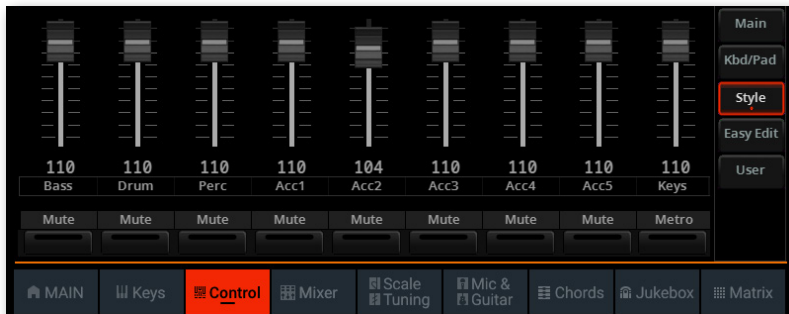 Main
Kbd/Pad
Style
Easy Edit
User
110 110 110 110 104 110 110 110 110
Bass Drum Perc Acc1 Acc2 Acc3 Acc4 Acc5 Keys
Mute Mute Mute Mute Mute Mute Mute Mute Metro
MAIN Keys Control Mixer Scale Tuning Mic & Guitar Chords Jukebox Matrix